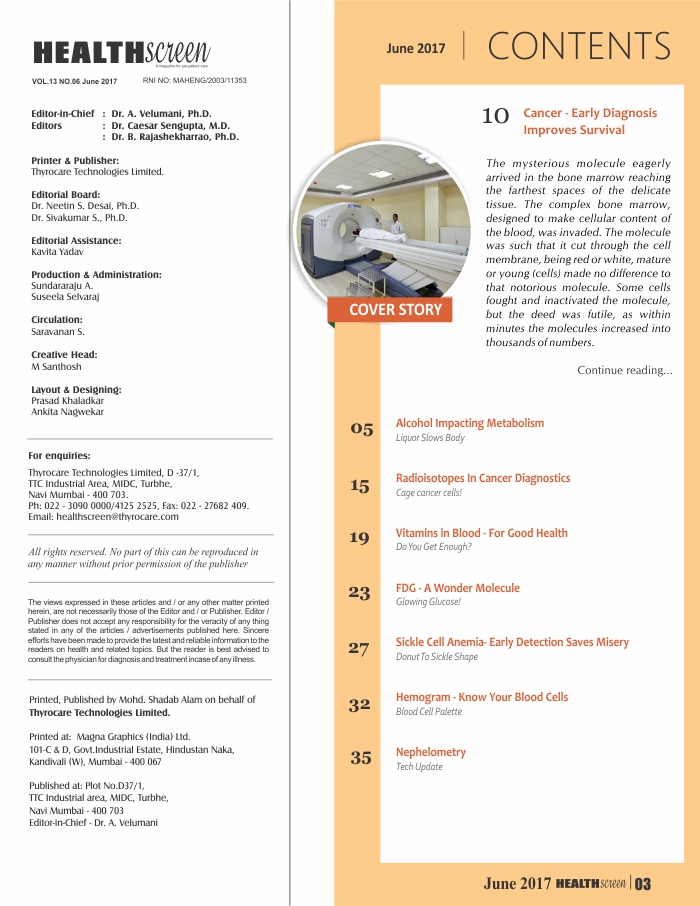 HEALTHscreen
A magazine for pro-patient care
VOL.13 NO.06 June 2017 RNI NO: MAHENG/2003/11353
Editor-in-Chief : Dr. A. Velumani, Ph.D.
Editors : Dr. Caesar Sengupta, M.D.
: Dr. B. Rajashekharrao, Ph.D.
Printer & Publisher:
Thyrocare Technologies Limited.
Editorial Board:
Dr. Neetin S. Desai, Ph.D.
Dr. Sivakumar S., Ph.D.
Editorial Assistance:
Kavita Yadav
Production & Administration:
Sundararaju A.
Suseela Selvaraj
Circulation:
Saravanan S.
Creative Head:
M Santhosh
Layout & Designing:
Prasad Khaladkar
Ankita Nagwekar
For enquiries:
Thyrocare Technologies Limited, D -37/1,
TTC Industrial Area, MIDC, Turbhe,
Navi Mumbai - 400 703.
Ph: 022 - 3090 0000/4125 2525, Fax: 022 - 27682 409.
Email: healthscreen@thyrocare.com
All rights reserved. No part of this can be reproduced in
any manner without prior permission of the publisher
The views expressed in these articles and / or any other matter printed
herein, are not necessarily those of the Editor and / or Publisher. Editor /
Publisher does not accept any responsibility for the veracity of any thing
stated in any of the articles / advertisements published here. Sincere
efforts have been made to provide the latest and reliable information to the
readers on health and related topics. But the reader is best advised to
consult the physician for diagnosis and treatment incase of any illness.
Printed, Published by Mohd. Shadab Alam on behalf of
Thyrocare Technologies Limited.
Printed at: Magna Graphics (India) Ltd.
101-C & D, Govt.Industrial Estate, Hindustan Naka,
Kandivali (W), Mumbai - 400 067
Published at: Plot No.D37/1,
TTC Industrial area, MIDC, Turbhe,
Navi Mumbai - 400 703
Editor-in-Chief - Dr. A. Velumani
June 2017 | CONTENTS
10 Cancer - Early Diagnosis
Improves Survival
The mysterious molecule eagerly
arrived in the bone marrow reaching
the farthest spaces of the delicate
tissue. The complex bone marrow,
designed to make cellular content of
the blood, was invaded. The molecule
was such that it cut through the cell
membrane, being red or white, mature
or young (cells) made no difference to
that notorious molecule. Some cells
fought and inactivated the molecule,
but the deed was futile, as within
minutes the molecules increased into
thousands of numbers.
Continue reading...
COVER STORY
05 Alcohol Impacting Metabolism
Liquor Slows Body
15 Radioisotopes In Cancer Diagnostics
Cage cancer cells!
19 Vitamins in Blood - For Good Health
Do You Get Enough?
23 FDG - A Wonder Molecule
Glowing Glucose!
27 Sickle Cell Anemia- Early Detection Saves Misery
Donut To Sickle Shape
32 Hemogram - Know Your Blood Cells
Blood Cell Palette
35 Nephelometry
Tech Update
June 2017 HEALTHscreen | 03